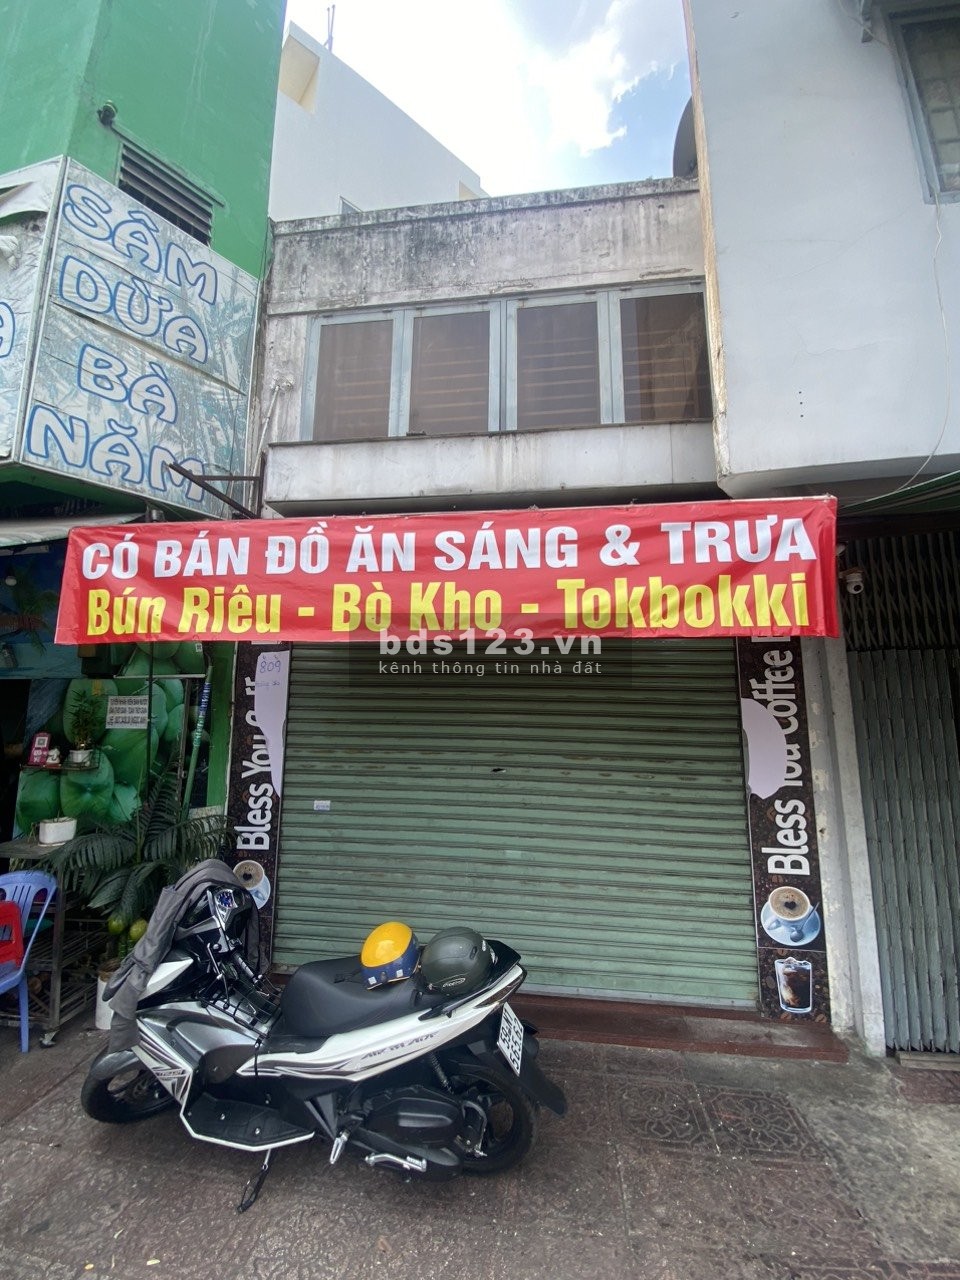 SÂM
DỪA
BÀ
NĂM
CÓ BÁN ĐỒ ĂN SÁNG & TRƯA
Bún Riêu - Bò Kho - Tokbokki
bds123.vn
kênh thông tin nhà đất
809
Bless You Coff
Bless You Coffee